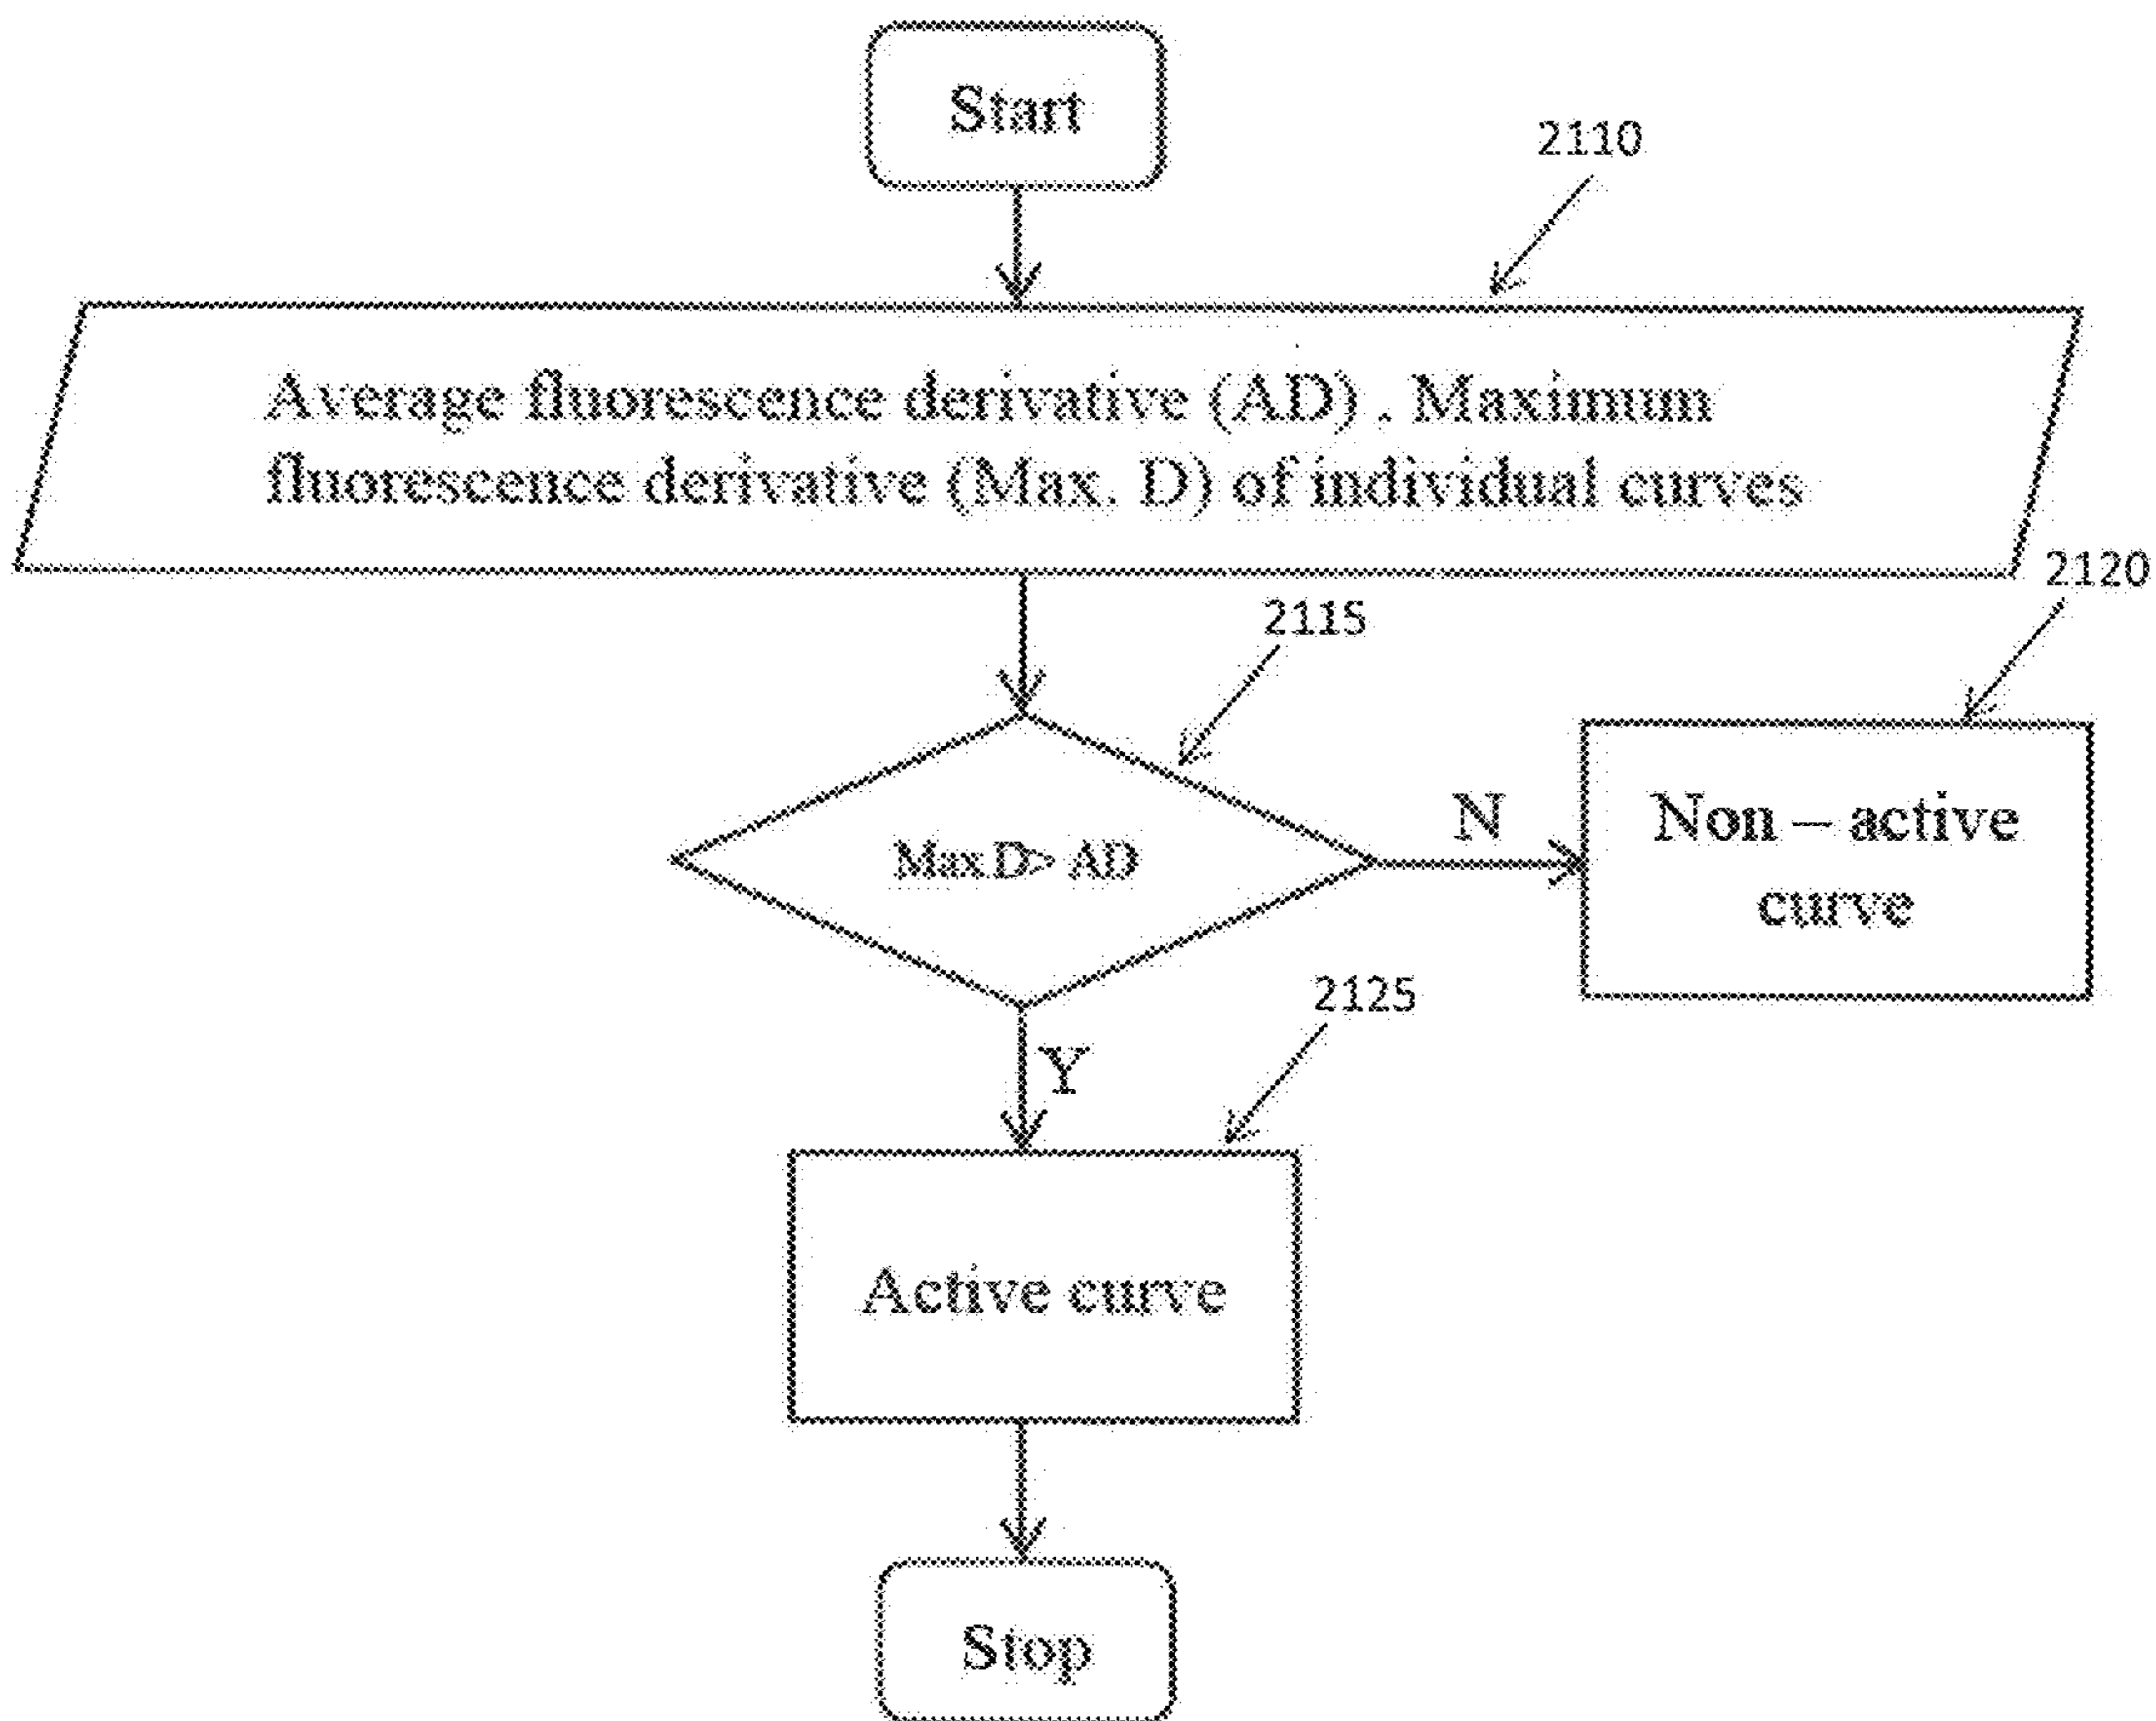 Start
2110
Average fluorescence derivative (AD) , Maximum
fluorescence derivative (Max. D) of individual curves
2120
2115
Max D> AD
N
Non – active
curve
2125
Y
Active curve
Stop